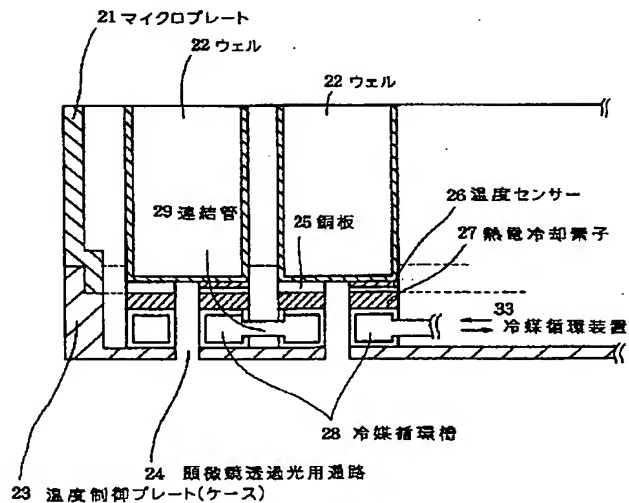 21 マイクロプレート
22 ウェル
22 ウェル
29 連結管
25 銅板
26 温度センサー
27 熱電冷却素子
33
冷媒循環装置
28 冷媒循環槽
24 顕微鏡透過光用通路
23 温度制御プレート(ケース)